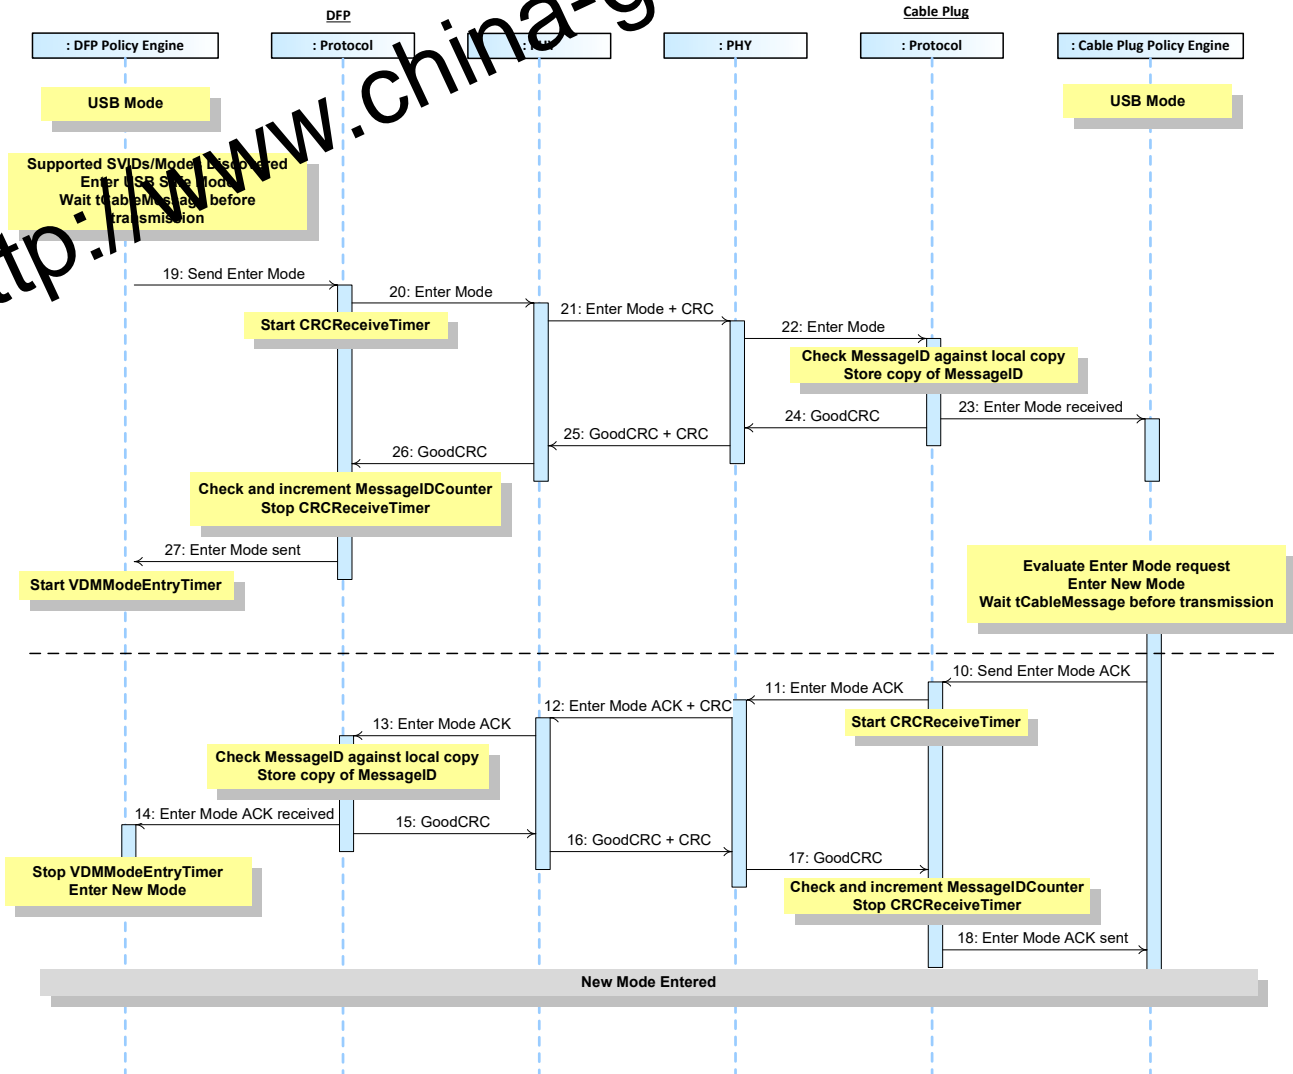 DFP
Cable Plug
: DFP Policy Engine
: Protocol
: PHY
: PHY
: Protocol
: Cable Plug Policy Engine
USB Mode
USB Mode
Supported SVIDs/Modes Discovered
Enter USB Safe Mode
Wait tCableMessage before
transmission
ttp://www.china-g
19: Send Enter Mode
20: Enter Mode
21: Enter Mode + CRC
Start CRCReceiveTimer
22: Enter Mode
Check MessageID against local copy
Store copy of MessageID
23: Enter Mode received
24: GoodCRC
25: GoodCRC + CRC
26: GoodCRC
Check and increment MessageIDCounter
Stop CRCReceiveTimer
27: Enter Mode sent
Start VDMModeEntryTimer
Evaluate Enter Mode request
Enter New Mode
Wait tCableMessage before transmission
10: Send Enter Mode ACK
11: Enter Mode ACK
12: Enter Mode ACK + CRC
Start CRCReceiveTimer
13: Enter Mode ACK
Check MessageID against local copy
Store copy of MessageID
14: Enter Mode ACK received
15: GoodCRC
16: GoodCRC + CRC
17: GoodCRC
Stop VDMModeEntryTimer
Enter New Mode
Check and increment MessageIDCounter
Stop CRCReceiveTimer
18: Enter Mode ACK sent
New Mode Entered